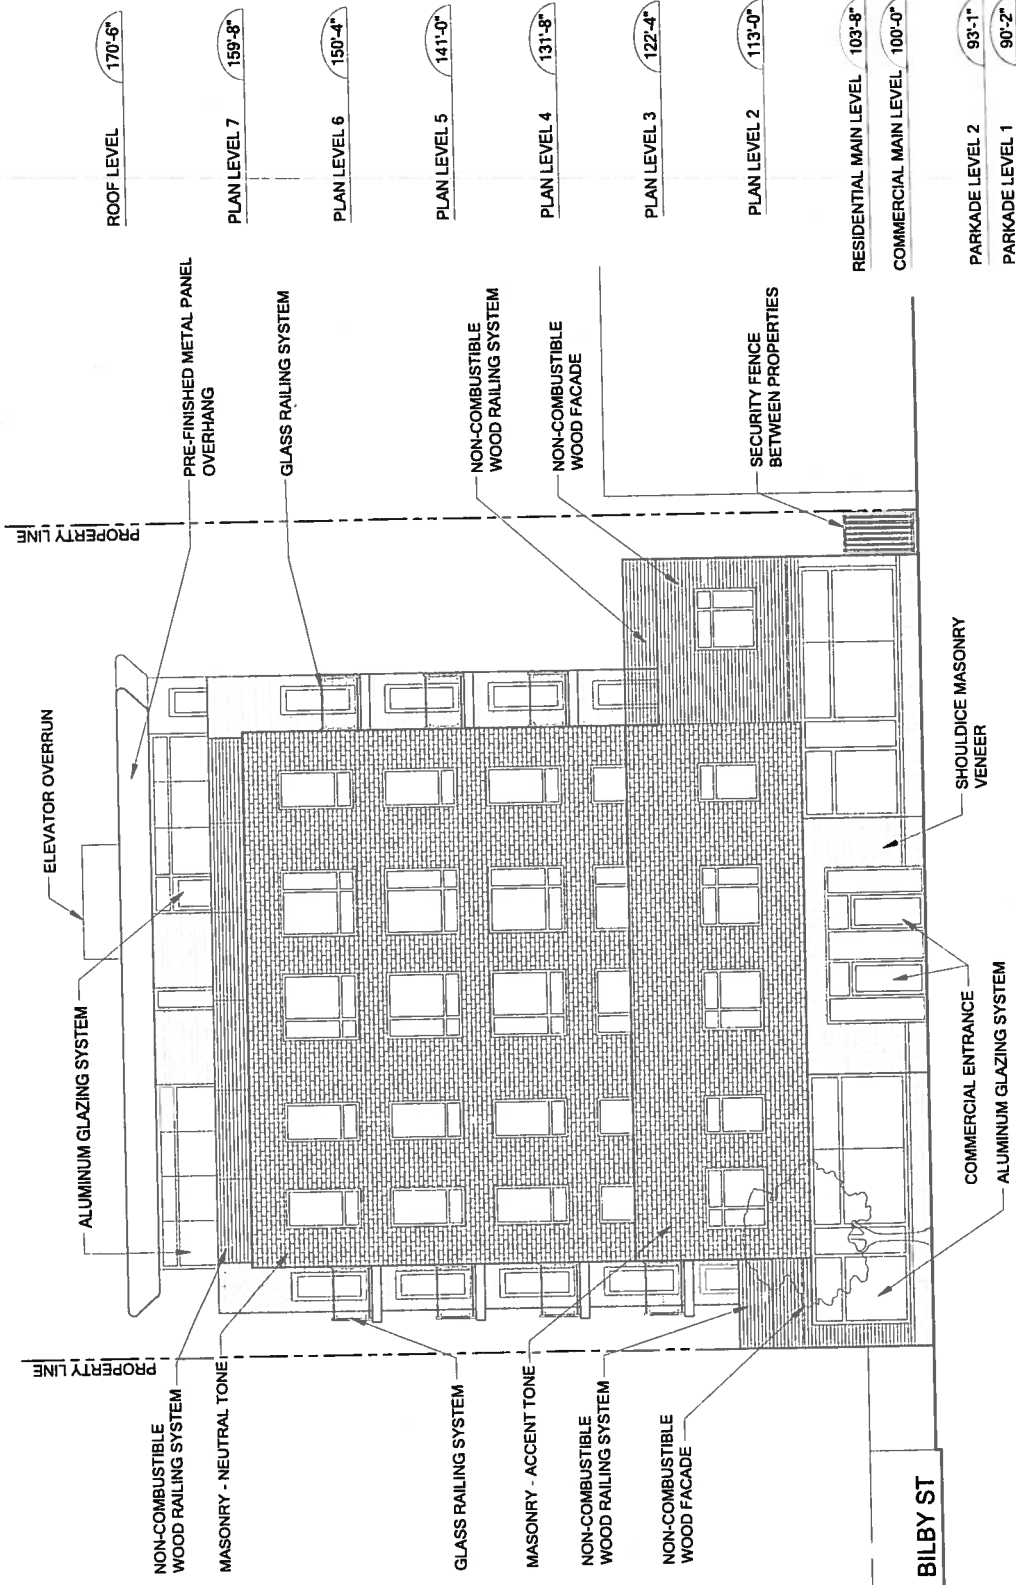 ELEVATOR OVERRUN
ALUMINUM GLAZING SYSTEM
PROPERTY LINE
PROPERTY LINE
NON-COMBUSTIBLE
WOOD RAILING SYSTEM
MASONRY - NEUTRAL TONE
GLASS RAILING SYSTEM
MASONRY - ACCENT TONE
NON-COMBUSTIBLE
WOOD RAILING SYSTEM
NON-COMBUSTIBLE
WOOD FACADE
BILBY ST
PRE-FINISHED METAL PANEL
OVERHANG
GLASS RAILING SYSTEM
NON-COMBUSTIBLE
WOOD RAILING SYSTEM
NON-COMBUSTIBLE
WOOD FACADE
SECURITY FENCE
BETWEEN PROPERTIES
SHOULDICE MASONRY
VENEER
COMMERCIAL ENTRANCE
ALUMINUM GLAZING SYSTEM
ROOF LEVEL 170'-6"
PLAN LEVEL 7 159'-8"
PLAN LEVEL 6 150'-4"
PLAN LEVEL 5 141'-0"
PLAN LEVEL 4 131'-8"
PLAN LEVEL 3 122'-4"
PLAN LEVEL 2 113'-0"
RESIDENTIAL MAIN LEVEL 103'-8"
COMMERCIAL MAIN LEVEL 100'-0"
PARKADE LEVEL 2 93'-1"
PARKADE LEVEL 1 90'-2"